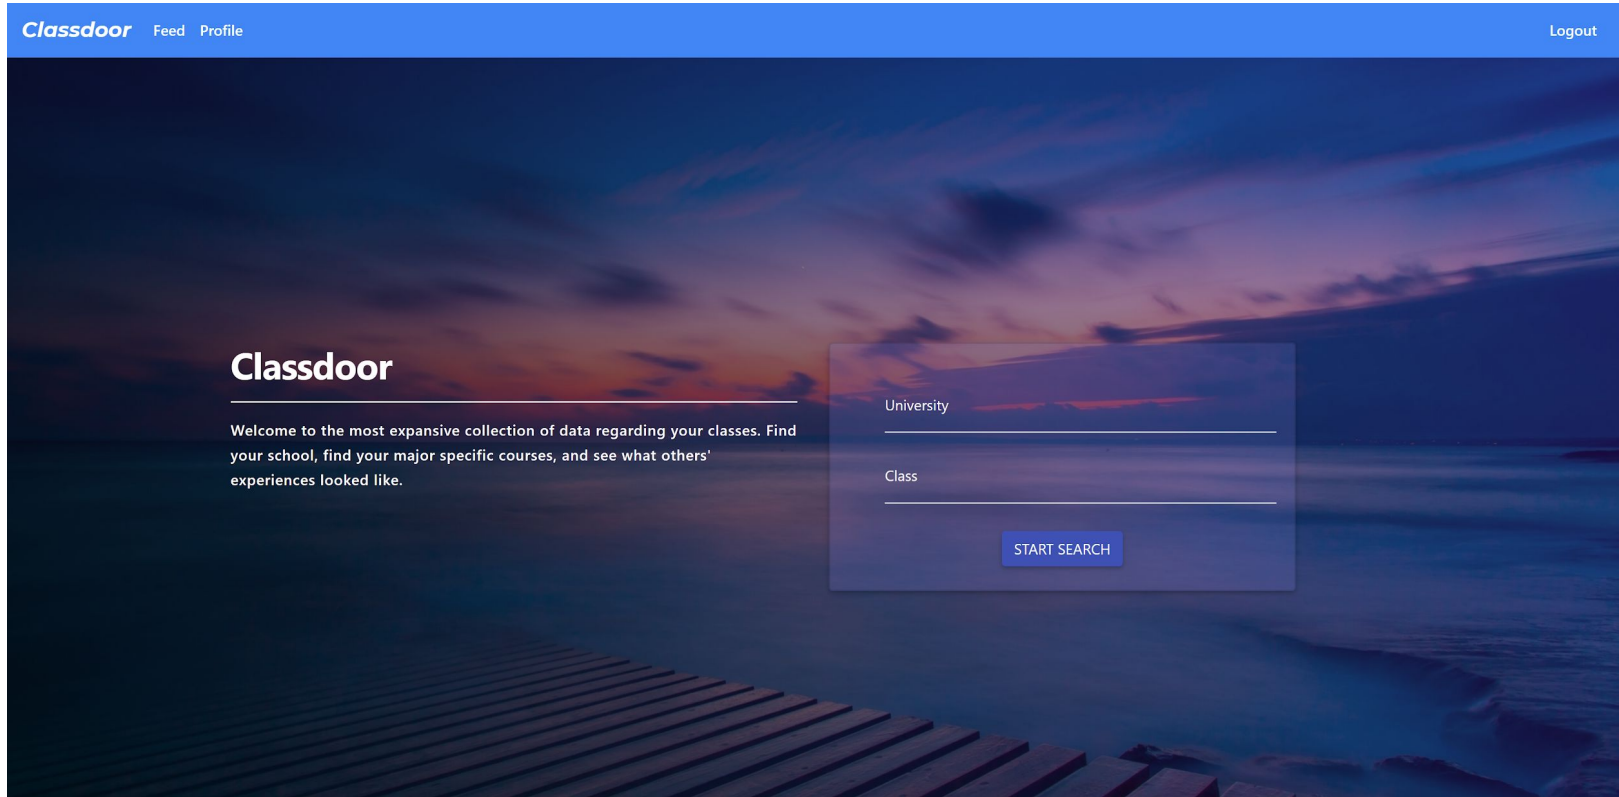 Classdoor Feed Profile Logout
Classdoor
Welcome to the most expansive collection of data regarding your classes. Find
your school, find your major specific courses, and see what others'
experiences looked like.
University
Class
START SEARCH